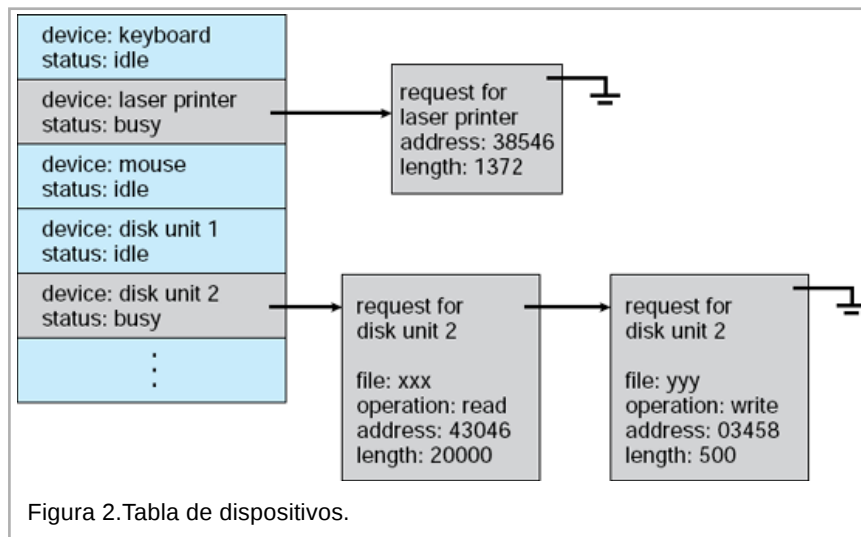 device: keyboard
status: idle
device: laser printer
status: busy
device: mouse
status: idle
device: disk unit 1
status: idle
device: disk unit 2
status: busy
request for
laser printer
address: 38546
length: 1372
request for
disk unit 2
file: xxx
operation: read
address: 43046
length: 20000
request for
disk unit 2
file: yyy
operation: write
address: 03458
length: 500
Figura 2.Tabla de dispositivos.